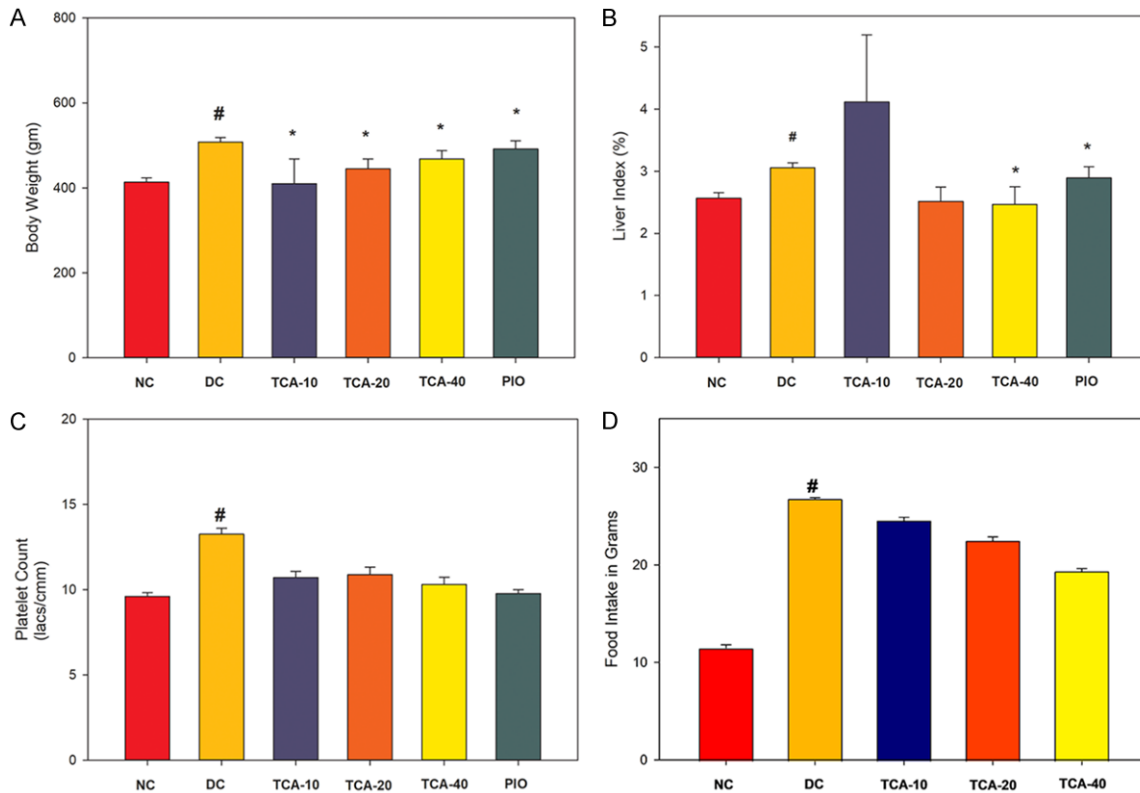 A
Body Weight (gm)
800
600
400
200
0
#
*
*
*
*
NC DC TCA-10 TCA-20 TCA-40 PIO
B
Liver Index (%)
5
4
3
2
1
0
#
*
*
NC DC TCA-10 TCA-20 TCA-40 PIO
C
Platelet Count
(lacs/cmm)
20
15
10
5
0
#
NC DC TCA-10 TCA-20 TCA-40 PIO
D
Food Intake in Grams
30
20
10
0
#
NC DC TCA-10 TCA-20 TCA-40